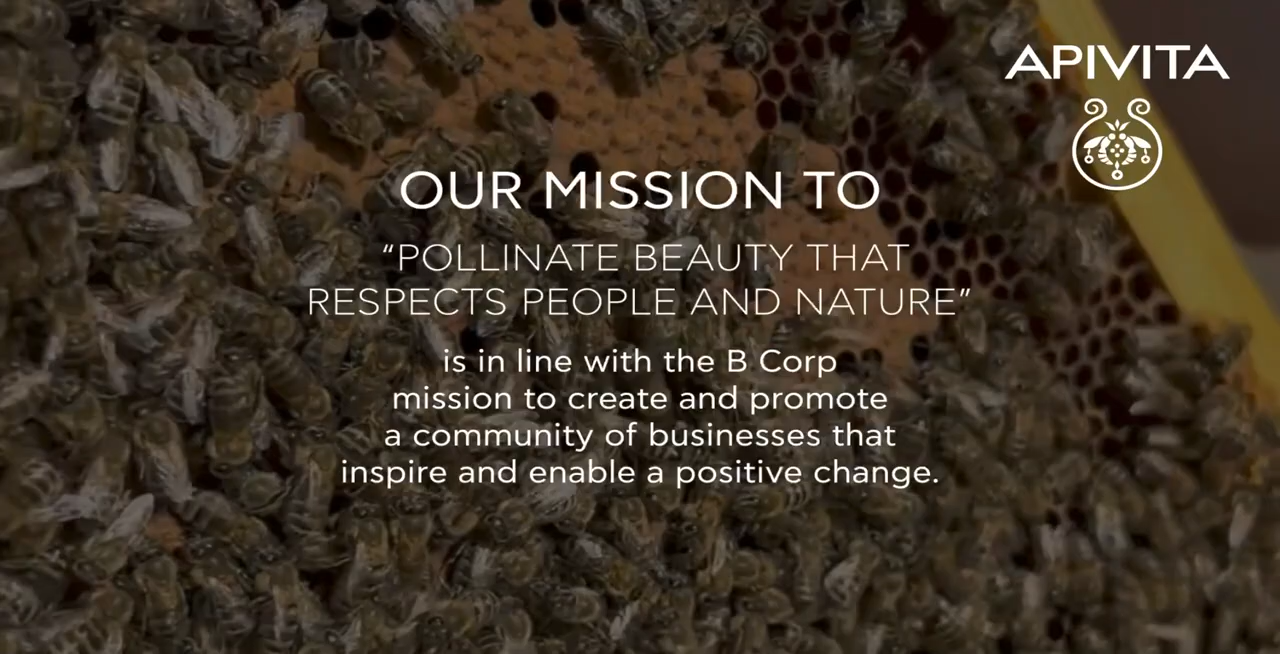 APIVITA
OUR MISSION TO
“POLLINATE BEAUTY THAT
RESPECTS PEOPLE AND NATURE”
is in line with the B Corp
mission to create and promote
a community of businesses that
inspire and enable a positive change.